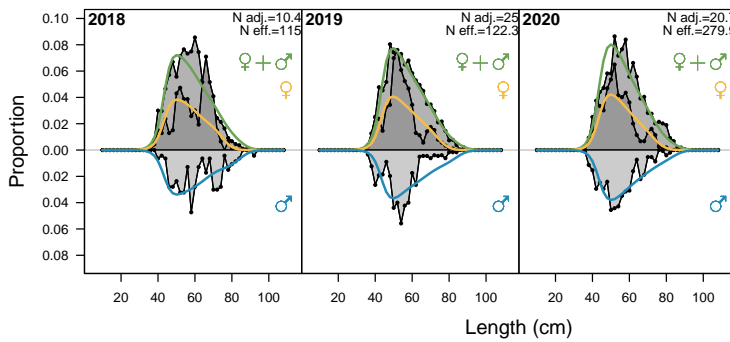 2018
N adj.=10.4
N eff.=115
2019
N adj.=25
N eff.=122.3
2020
N adj.=20.
N eff.=279.
♀+♂
♀
♂
♀+♂
♀
♂
♀+♂
♀
♂
Proportion
0.10
0.08
0.06
0.04
0.02
0.00
0.02
0.04
0.06
0.08
20 40 60 80 100
20 40 60 80 100
20 40 60 80 100
Length (cm)